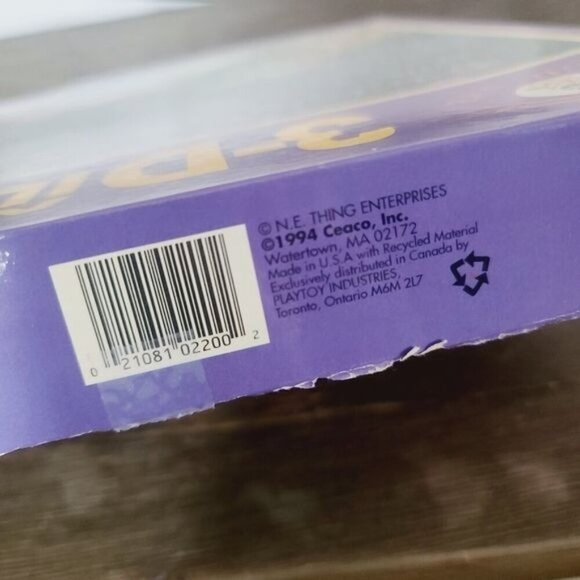 3-D
© N.E. THING ENTERPRISES
©1994 Ceaco, Inc.
Watertown, MA 02172
Made in U.S.A with Recycled Material
Exclusively distributed in Canada by
PLAYTOY INDUSTRIES,
Toronto, Ontario M6M 2L7
0 21081 02200 2